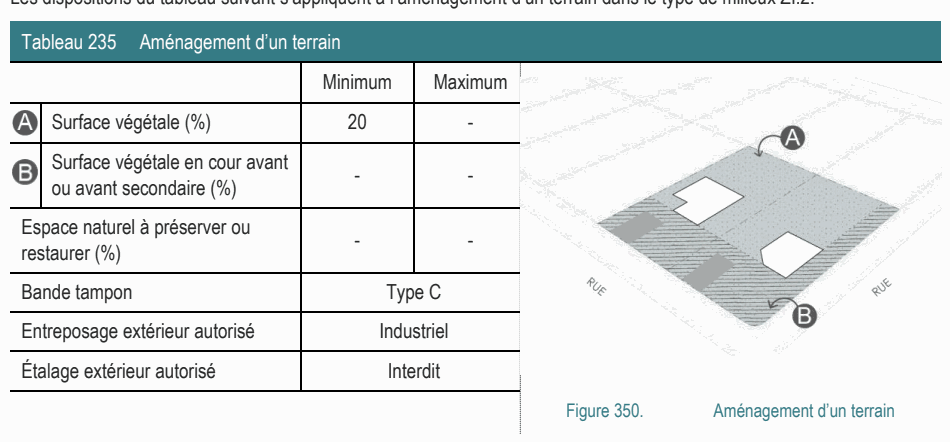 Les dispositions du tableau suivant s'appliquent à l'aménagement d'un terrain dans le type de milieux ZI.2.
Tableau 235 Aménagement d'un terrain
Minimum Maximum
A Surface végétale (%) 20 -
B Surface végétale en cour avant
ou avant secondaire (%) - -
Espace naturel à préserver ou
restaurer (%) - -
Bande tampon Type C
Entreposage extérieur autorisé Industriel
Étalage extérieur autorisé Interdit
A
RUE
RUE
B
Figure 350. Aménagement d'un terrain